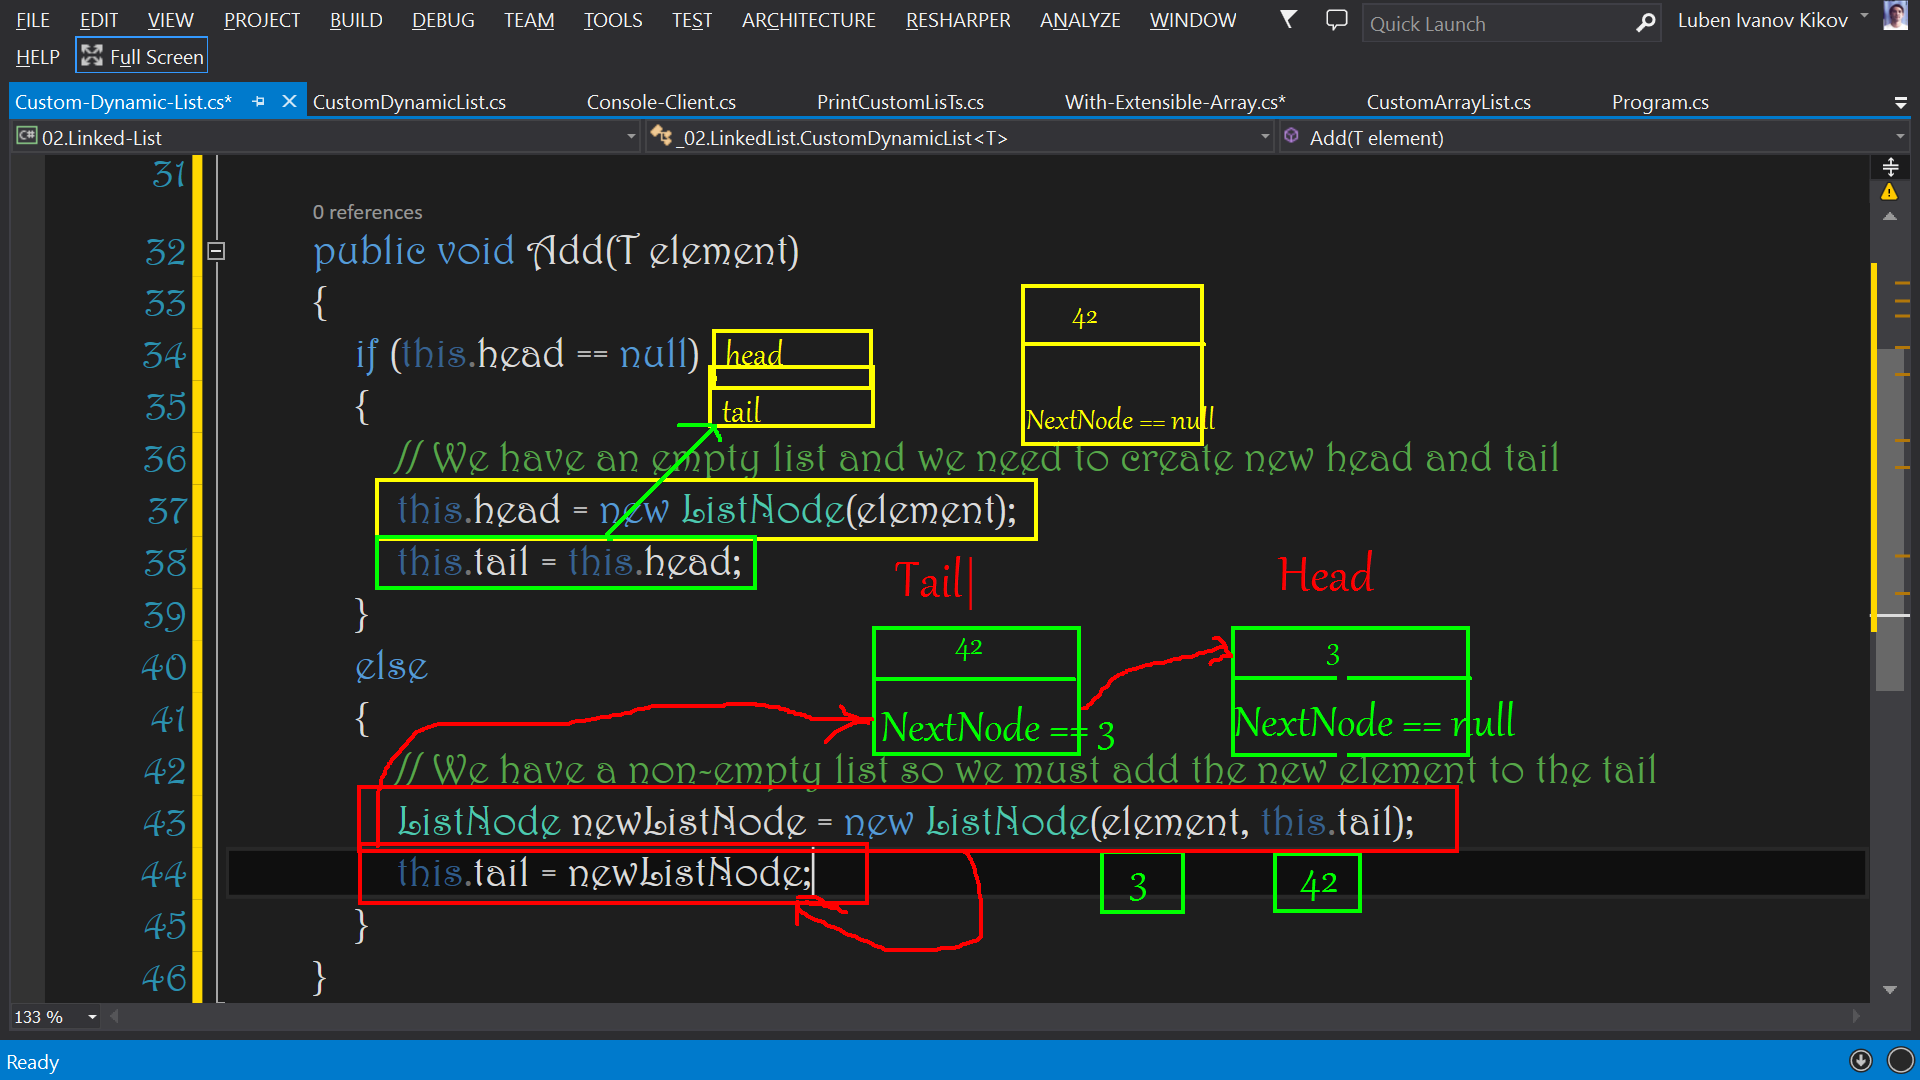 FILE EDIT VIEW PROJECT BUILD DEBUG TEAM TOOLS TEST ARCHITECTURE RESHARPER ANALYZE WINDOW Quick Launch Luben Ivanov Kikov
HELP Full Screen
Custom-Dynamic-List.cs* CustomDynamicList.cs Console-Client.cs PrintCustomLisTs.cs With-Extensible-Array.cs* CustomArrayList.cs Program.cs
C# 02.Linked-List _02.LinkedList.CustomDynamicList<T> Add(T element)
31
0 references
32 public void Add(T element)
33 {
42
34 if (this.head == null)
head
35 {
tail
NextNode == null
36 // We have an empty list and we need to create new head and tail
37 this.head = new ListNode(element);
38 this.tail = this.head;
Tail| Head
39 }
40 else
42 3
41 {
NextNode == 3 NextNode == null
42 // We have a non-empty list so we must add the new element to the tail
43 ListNode newListNode = new ListNode(element, this.tail);
44 this.tail = newListNode;
3 42
45 }
46 }
133 %
Ready